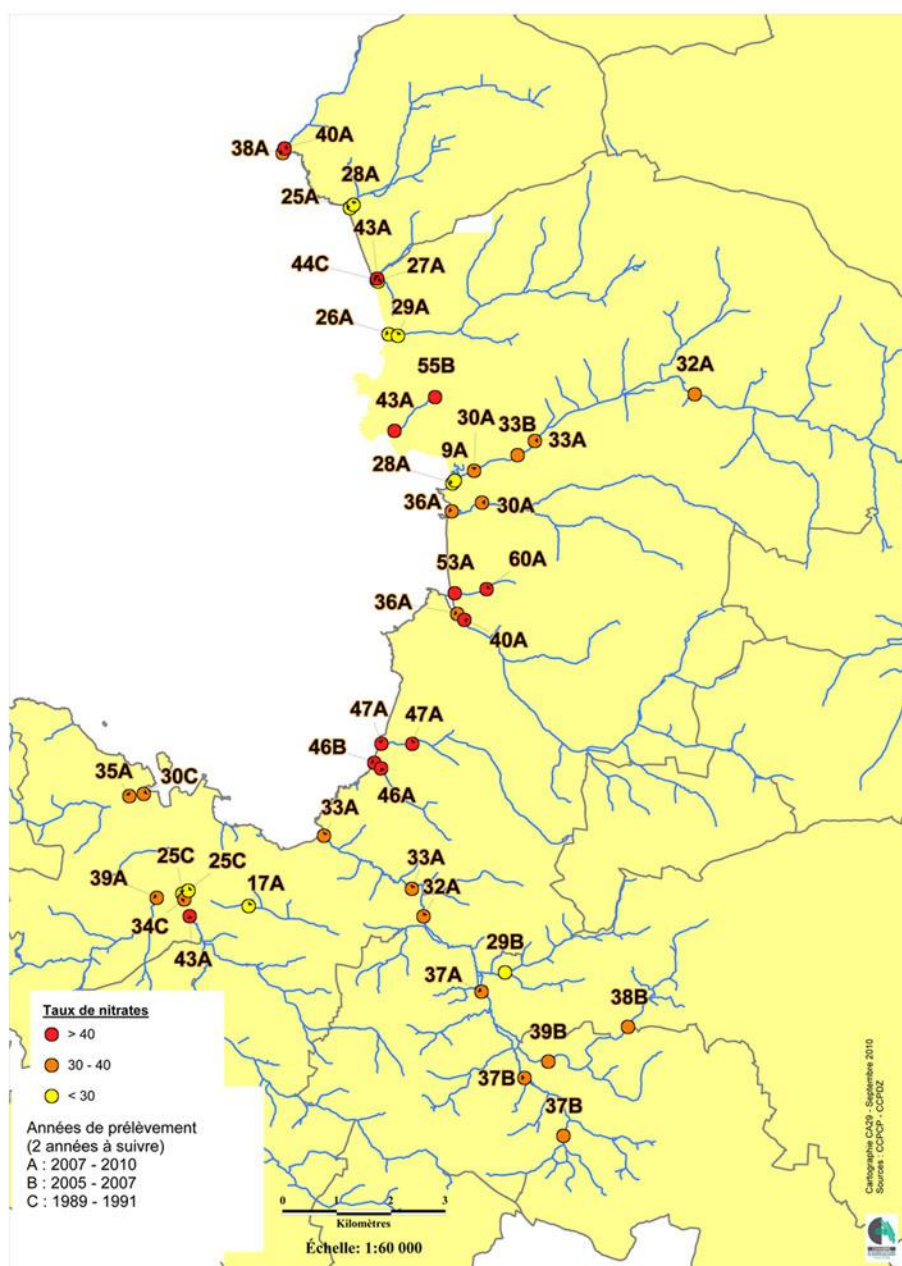 40A
38A
28A
25A
43A
44C
27A
26A
29A
55B
32A
43A
30A
33B
33A
9A
28A
36A
30A
53A
60A
36A
40A
47A
47A
46B
46A
35A
30C
33A
25C
25C
33A
39A
17A
32A
34C
43A
29B
37A
38B
39B
37B
37B
Taux de nitrates
> 40
30 - 40
< 30
Années de prélèvement
(2 années à suivre)
A : 2007 - 2010
B : 2005 - 2007
C : 1989 - 1991
0 1 2 3
Kilomètres
Échelle: 1:60 000
Cartographie CA29 - Septembre 2010
Sources : CCPCP - CCPDZ